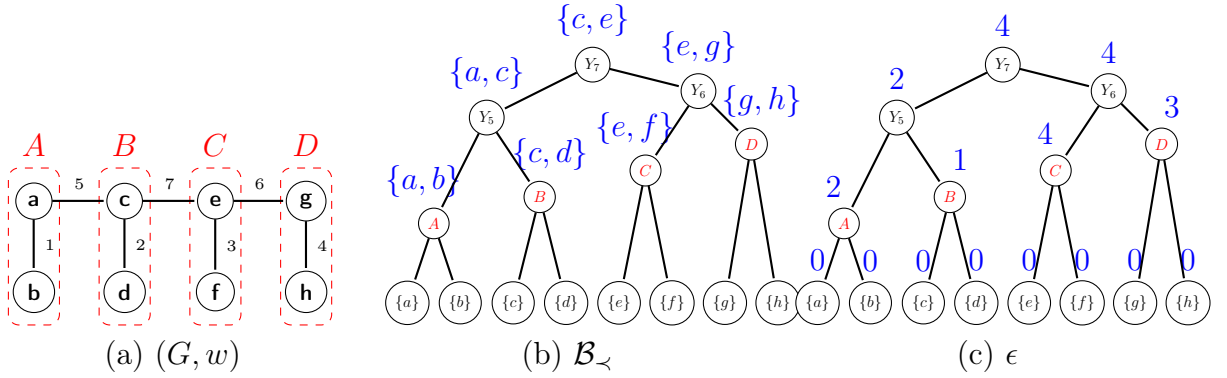 A B C D
a 5 c 7 e 6 g
1 2 3 4
b d f h
(a) (G, w)
{c, e}
Y₇
{a, c} {e, g}
Y₅ Y₆
{e, f} {g, h}
{a, b} {c, d} C D
A B
{a} {b} {c} {d} {e} {f} {g} {h}
(b) ℬ≺
4
Y₇
2 4
Y₅ Y₆
4 3
2 1 C D
A B
0 0 0 0 0 0 0 0
{a} {b} {c} {d} {e} {f} {g} {h}
(c) ϵ